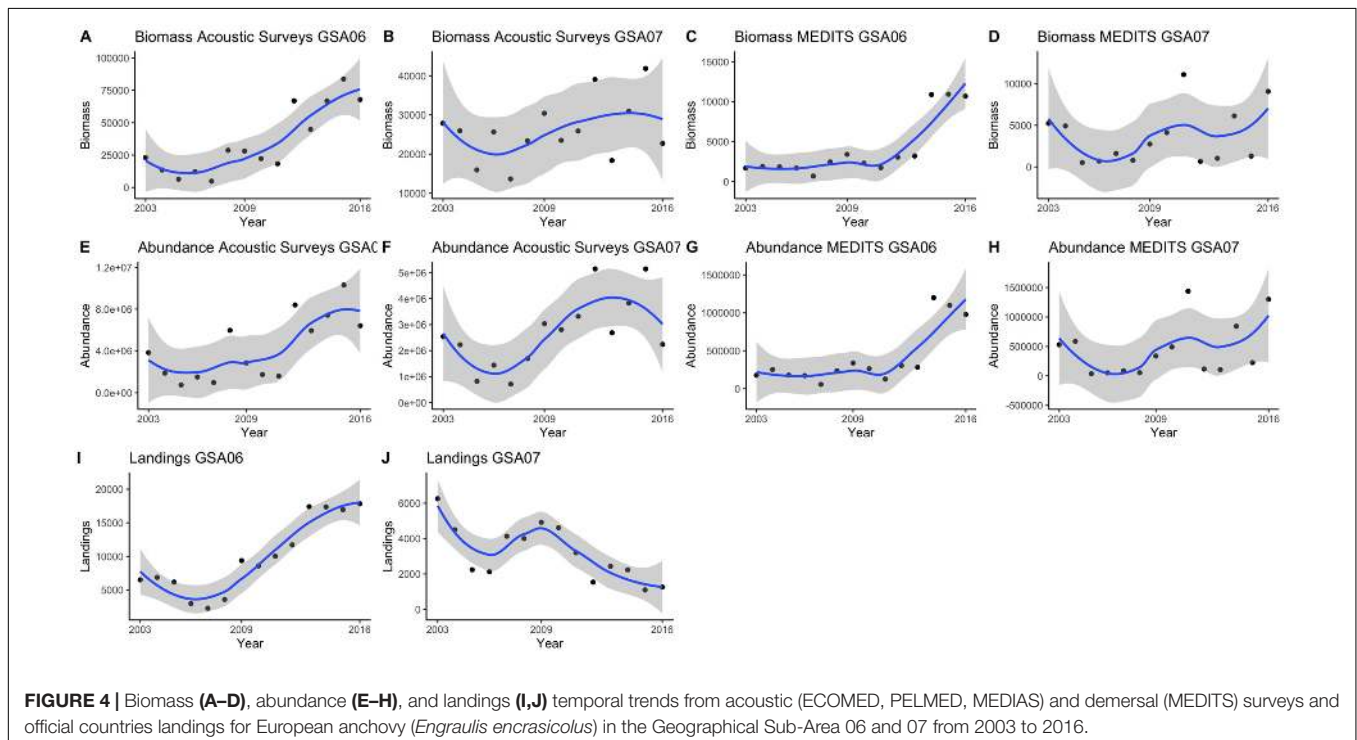 A Biomass Acoustic Surveys GSA06
100000
75000
50000
25000
0
Biomass
2003 2009 2016
Year
B Biomass Acoustic Surveys GSA07
40000
30000
20000
10000
Biomass
2003 2009 2016
Year
C Biomass MEDITS GSA06
15000
10000
5000
0
Biomass
2003 2009 2016
Year
D Biomass MEDITS GSA07
10000
5000
0
Biomass
2003 2009 2016
Year
E Abundance Acoustic Surveys GSA0
1.2e+07
8.0e+06
4.0e+06
0.0e+00
Abundance
2003 2009 2016
Year
F Abundance Acoustic Surveys GSA07
5e+06
4e+06
3e+06
2e+06
1e+06
0e+00
Abundance
2003 2009 2016
Year
G Abundance MEDITS GSA06
1500000
1000000
500000
0
Abundance
2003 2009 2016
Year
H Abundance MEDITS GSA07
1500000
1000000
500000
0
-500000
Abundance
2003 2009 2016
Year
I Landings GSA06
20000
15000
10000
5000
Landings
2003 2009 2016
Year
J Landings GSA07
6000
4000
2000
0
Landings
2003 2009 2016
Year
FIGURE 4 | Biomass (A–D), abundance (E–H), and landings (I,J) temporal trends from acoustic (ECOMED, PELMED, MEDIAS) and demersal (MEDITS) surveys and
official countries landings for European anchovy (Engraulis encrasicolus) in the Geographical Sub-Area 06 and 07 from 2003 to 2016.